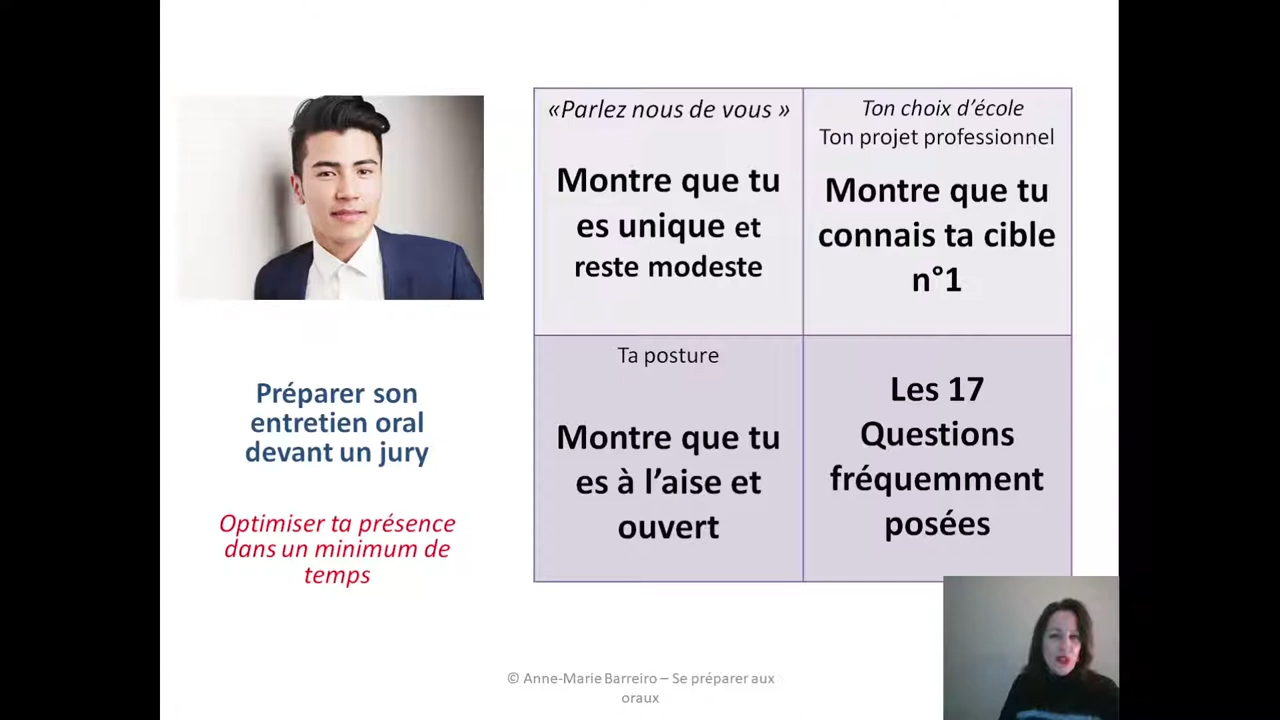 Préparer son
entretien oral
devant un jury
Optimiser ta présence
dans un minimum de
temps
«Parlez nous de vous »
Montre que tu
es unique et
reste modeste
Ton choix d’école
Ton projet professionnel
Montre que tu
connais ta cible
n°1
Ta posture
Montre que tu
es à l’aise et
ouvert
Les 17
Questions
fréquemment
posées
© Anne-Marie Barreiro – Se préparer aux
oraux